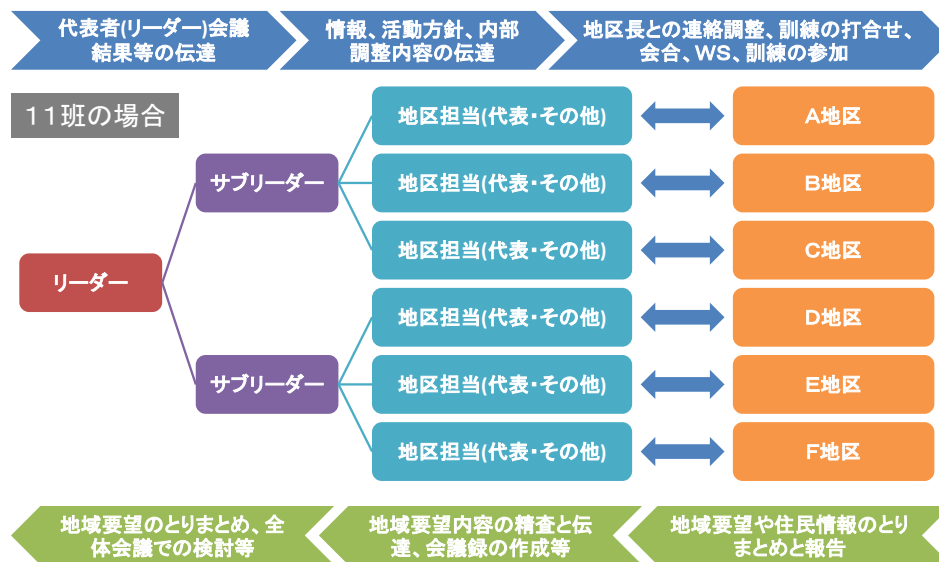 代表者(リーダー)会議
結果等の伝達
情報、活動方針、内部
調整内容の伝達
地区長との連絡調整、訓練の打合せ、
会合、WS、訓練の参加
11班の場合
リーダー
サブリーダー
サブリーダー
地区担当(代表・その他)
A地区
地区担当(代表・その他)
B地区
地区担当(代表・その他)
C地区
地区担当(代表・その他)
D地区
地区担当(代表・その他)
E地区
地区担当(代表・その他)
F地区
地域要望のとりまとめ、全
体会議での検討等
地域要望内容の精査と伝
達、会議録の作成等
地域要望や住民情報のとり
まとめと報告